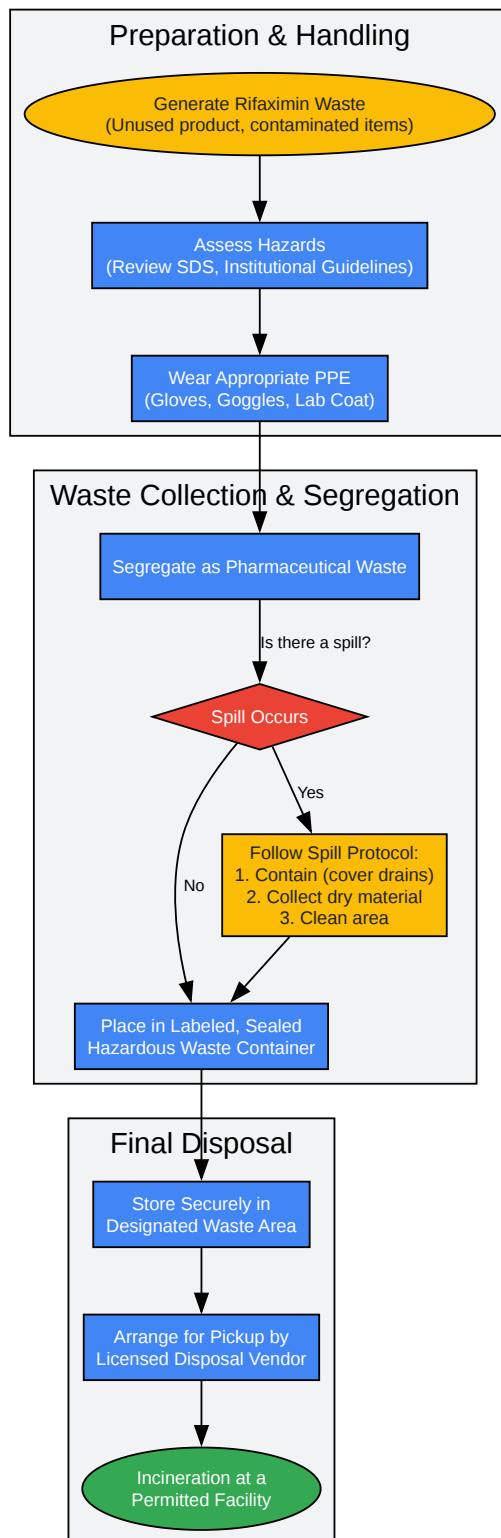 Preparation & Handling
Generate Rifaximin Waste
(Unused product, contaminated items)
Assess Hazards
(Review SDS, Institutional Guidelines)
Wear Appropriate PPE
(Gloves, Goggles, Lab Coat)
Waste Collection & Segregation
Segregate as Pharmaceutical Waste
Is there a spill?
Spill Occurs
Yes
No
Follow Spill Protocol:
1. Contain (cover drains)
2. Collect dry material
3. Clean area
Place in Labeled, Sealed
Hazardous Waste Container
Final Disposal
Store Securely in
Designated Waste Area
Arrange for Pickup by
Licensed Disposal Vendor
Incineration at a
Permitted Facility